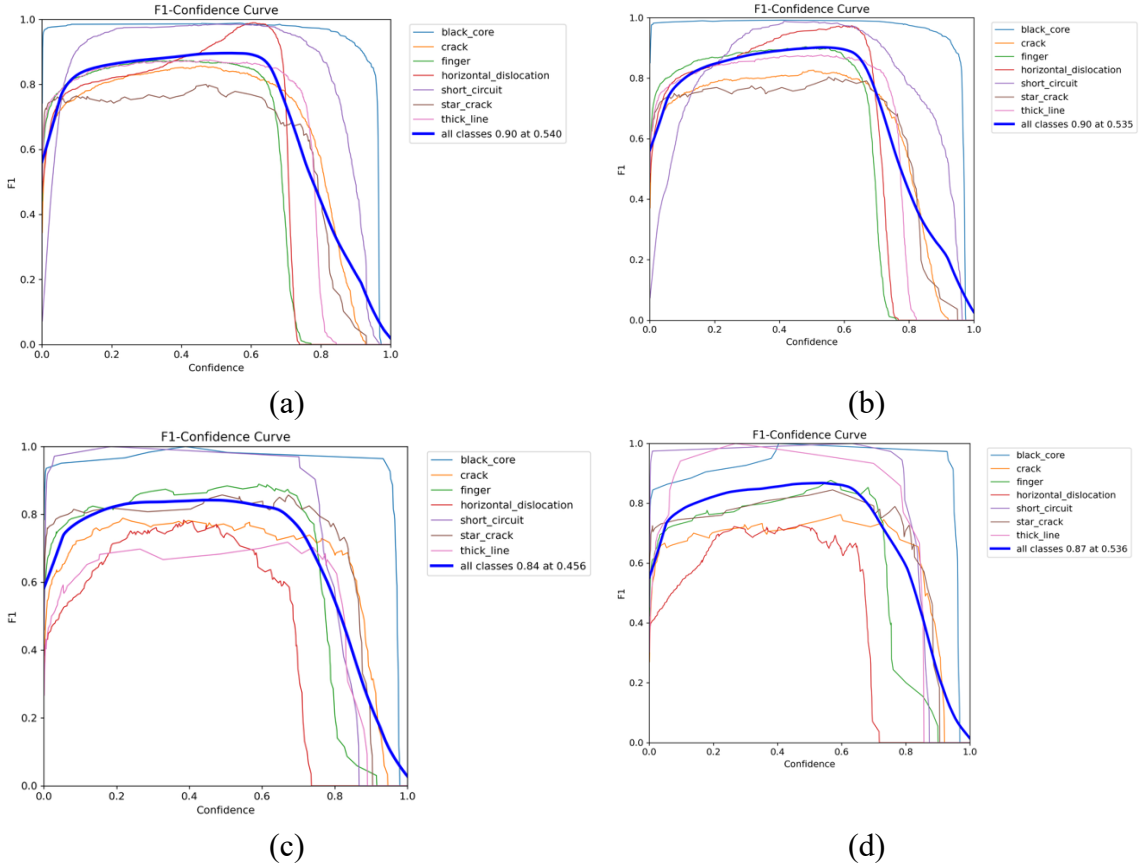 F1-Confidence Curve
F1
1.0
0.8
0.6
0.4
0.2
0.0
0.0 0.2 0.4 0.6 0.8 1.0
Confidence
black_core
crack
finger
horizontal_dislocation
short_circuit
star_crack
thick_line
all classes 0.90 at 0.540
(a)
F1-Confidence Curve
F1
1.0
0.8
0.6
0.4
0.2
0.0
0.0 0.2 0.4 0.6 0.8 1.0
Confidence
black_core
crack
finger
horizontal_dislocation
short_circuit
star_crack
thick_line
all classes 0.90 at 0.535
(b)
F1-Confidence Curve
F1
1.0
0.8
0.6
0.4
0.2
0.0
0.0 0.2 0.4 0.6 0.8 1.0
Confidence
black_core
crack
finger
horizontal_dislocation
short_circuit
star_crack
thick_line
all classes 0.84 at 0.456
(c)
F1-Confidence Curve
F1
1.0
0.8
0.6
0.4
0.2
0.0
0.0 0.2 0.4 0.6 0.8 1.0
Confidence
black_core
crack
finger
horizontal_dislocation
short_circuit
star_crack
thick_line
all classes 0.87 at 0.536
(d)